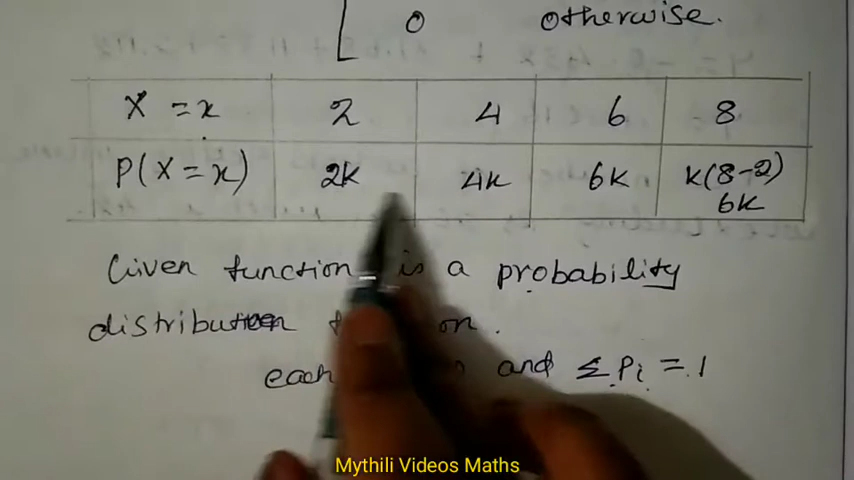 0 otherwise.
X = x 2 4 6 8
P(X = x) 2k 4k 6k k(8-2)
6k
Given function is a probability
distribution on.
each and Σ Pi = 1
Mythili Videos Maths